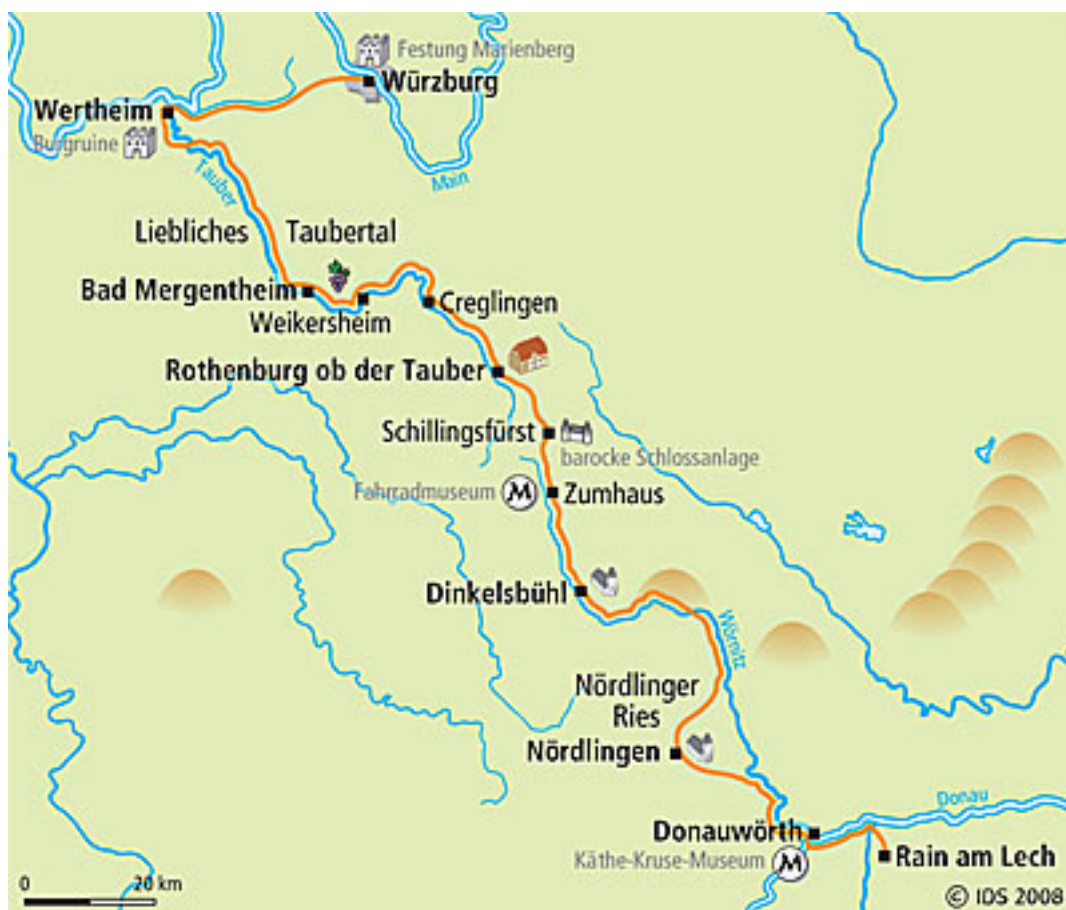 Festung Marienberg
Würzburg
Wertheim
Burgruine
Tauber
Main
Liebliches Taubertal
Bad Mergentheim
Weikersheim
Creglingen
Rothenburg ob der Tauber
Schillingsfürst
barocke Schlossanlage
Fahrradmuseum
M
Zumhaus
Dinkelsbühl
Wörnitz
Nördlinger
Ries
Nördlingen
Donau
Donauwörth
Käthe-Kruse-Museum
M
Rain am Lech
0 20 km
© IDS 2008